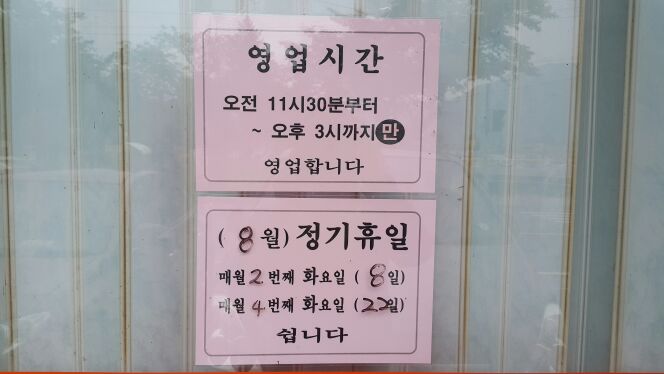 영업시간
오전 11시30분부터
~ 오후 3시까지만
영업합니다
( 8월) 정기휴일
매월2번째 화요일 ( 8일)
매월4번째 화요일 (22일)
쉽니다